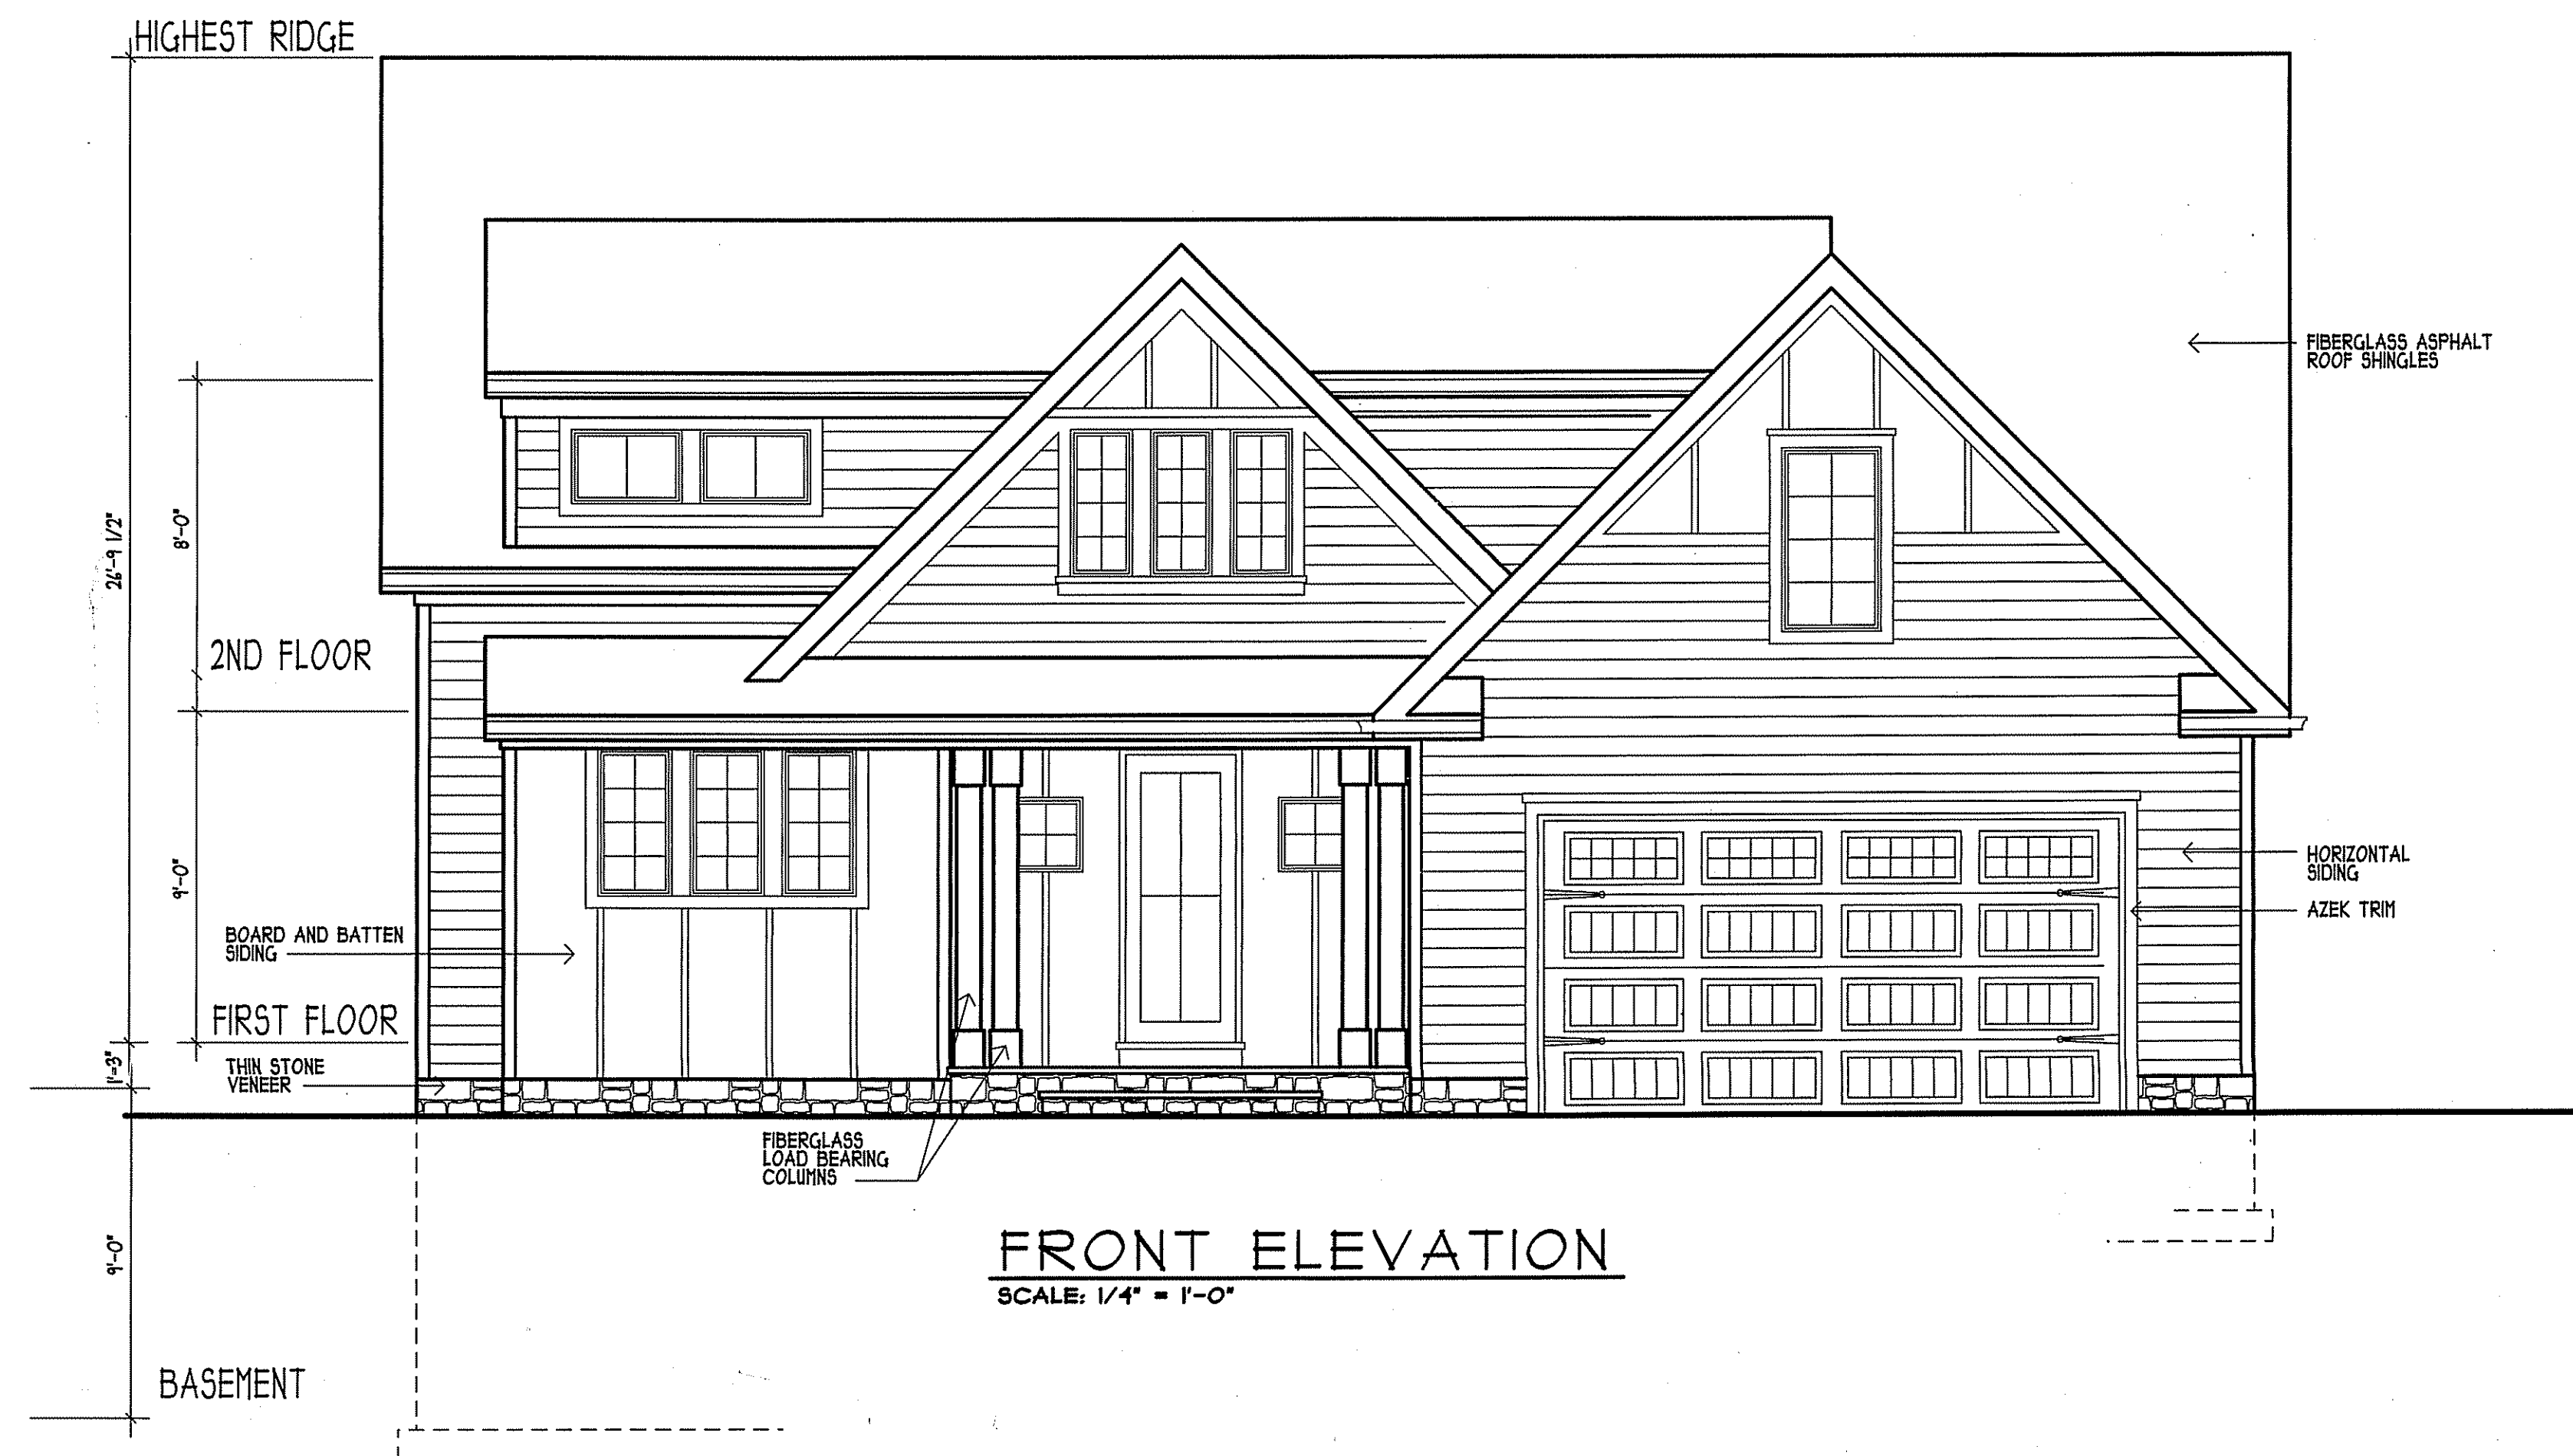 HIGHEST RIDGE
FIBERGLASS ASPHALT
ROOF SHINGLES
26'-9 1/2"
8'-0"
2ND FLOOR
9'-0"
HORIZONTAL
SIDING
AZEK TRIM
BOARD AND BATTEN
SIDING
FIRST FLOOR
1'-3"
THIN STONE
VENEER
FIBERGLASS
LOAD BEARING
COLUMNS
9'-0"
FRONT ELEVATION
SCALE: 1/4" = 1'-0"
BASEMENT